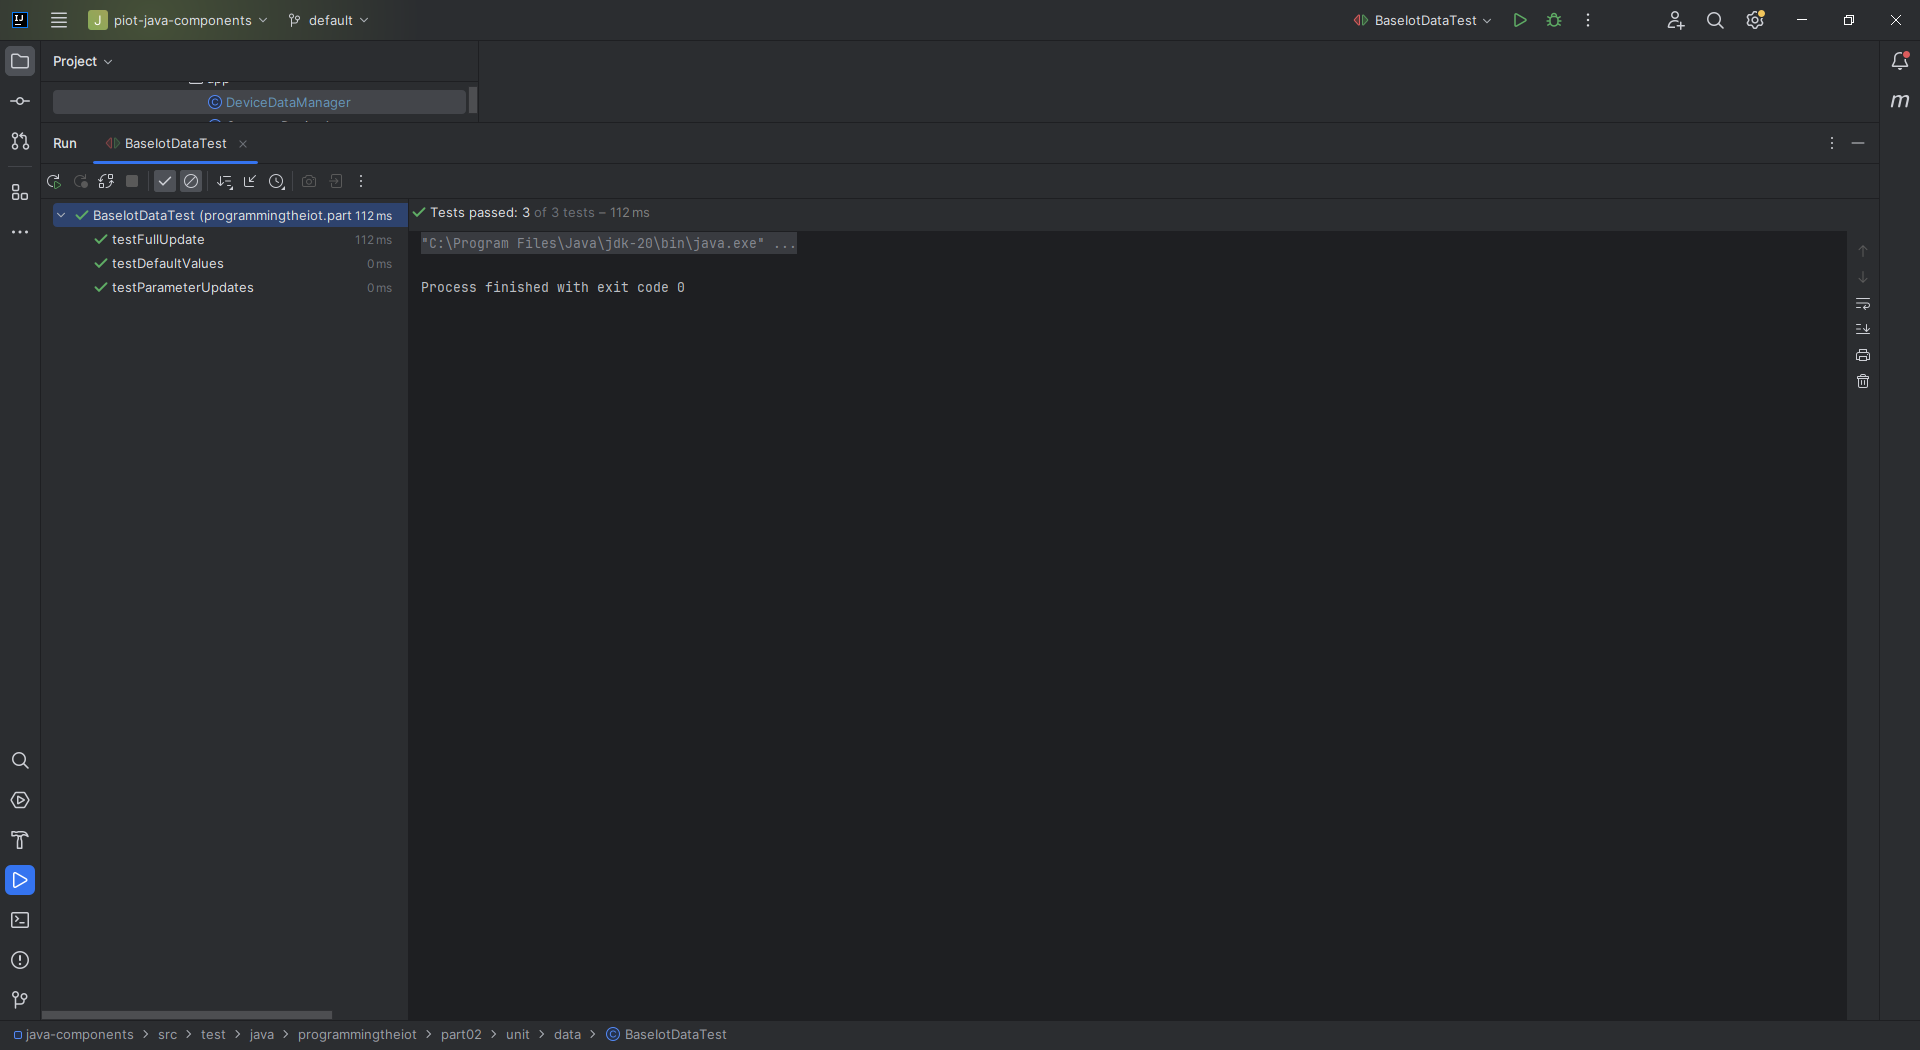 J piot-java-components default BaseIotDataTest
Project
app
DeviceDataManager
Run BaseIotDataTest
BaseIotDataTest (programmingtheiot.part 112 ms
testFullUpdate 112 ms
testDefaultValues 0 ms
testParameterUpdates 0 ms
Tests passed: 3 of 3 tests – 112 ms
"C:\Program Files\Java\jdk-20\bin\java.exe" ...
Process finished with exit code 0
m
java-components > src > test > java > programmingtheiot > part02 > unit > data > BaseIotDataTest